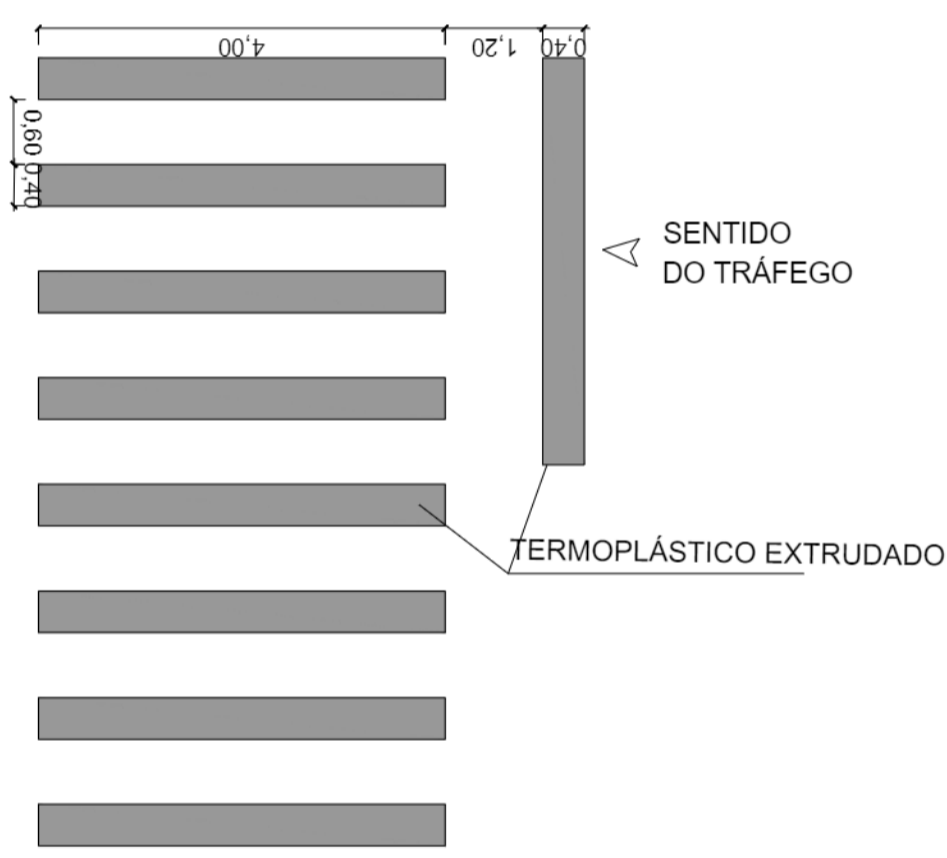 4,00
1,20
0,40
0,60
0,40
SENTIDO
DO TRÁFEGO
TERMOPLÁSTICO EXTRUDADO